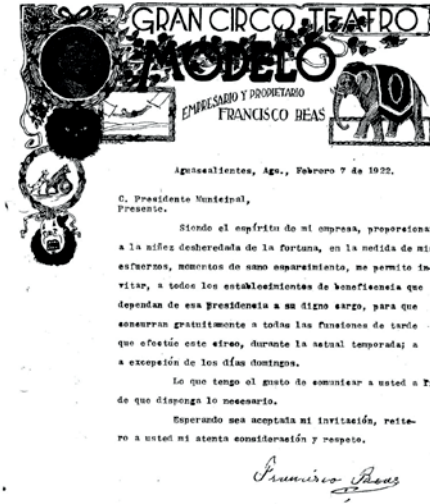 GRAN CIRCO TEATRO
MODELO
EMPRESARIO Y PROPIETARIO
FRANCISCO BEAS
Aguascalientes, Ags., Febrero 7 de 1922.
C. Presidente Municipal,
Presente.
Siendo el espíritu de mi empresa, proporciona
a la niñez desheredada de la fortuna, en la medida de mi
esfuerzos, momentos de sano esparcimiento, me permito in
vitar, a todos los establecimientos de beneficencia que
dependan de esa Presidencia a su digno cargo, para que
concurran gratuitamente a todas las funciones de tarde
que efectúe este circo, durante la actual temporada; a
a excepción de los días domingos.
Lo que tengo el gusto de comunicar a usted a
de que disponga lo necesario.
Esperando sea aceptada mi invitación, reite-
ro a usted mi atenta consideración y respeto.
Francisco Beas